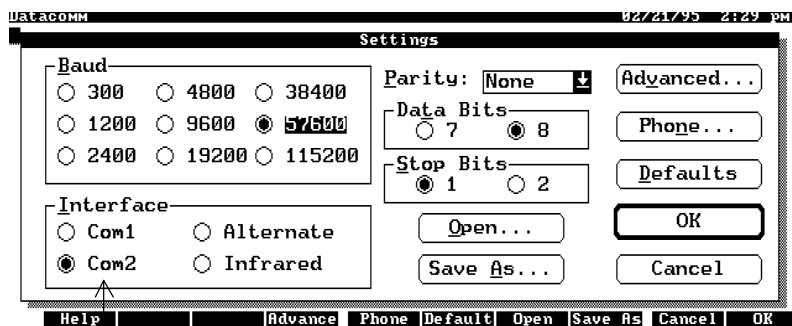 Datacomm 02/21/95 2:29 pm
Settings
Baud
300 4800 38400
1200 9600 57600
2400 19200 115200
Interface
Com1 Alternate
Com2 Infrared
Parity: None
Data Bits
7 8
Stop Bits
1 2
Open...
Save As...
Advanced...
Phone...
Defaults
OK
Cancel
Help Advance Phone Default Open Save As Cancel OK